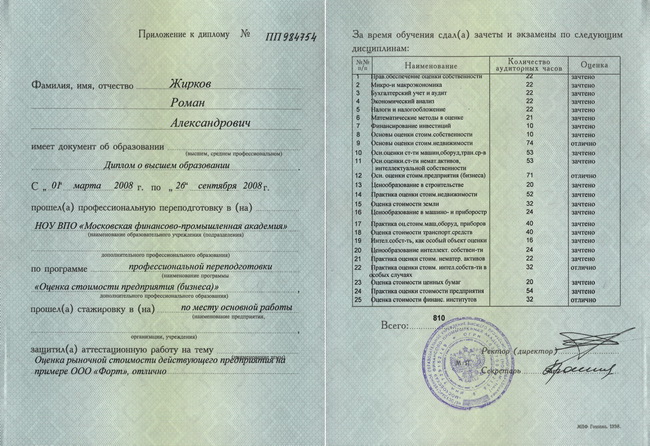 Приложение к диплому № ПП 984754
Фамилия, имя, отчество Жирков
Роман
Александрович
имеет документ об образовании
(высшем, среднем профессиональном)
Диплом о высшем образовании
С „01“ марта 2008 г. по „26“ сентября 2008 г.
прошел(а) профессиональную переподготовку в (на)
НОУ ВПО «Московская финансово-промышленная академия»
(наименование образовательного учреждения (подразделения)
дополнительного профессионального образования)
по программе профессиональной переподготовки
(наименование программы
«Оценка стоимости предприятия (бизнеса)»
дополнительного профессионального образования)
прошел(а) стажировку в (на) по месту основной работы
(наименование предприятия,
организации, учреждения)
защитил(а) аттестационную работу на тему
Оценка рыночной стоимости действующего предприятия на
примере ООО «Форт», отлично
За время обучения сдал(а) зачеты и экзамены по следующим
дисциплинам:
№№ п/п Наименование Количество аудиторных часов Оценка
1 Прав.обеспечение оценки собственности 22 зачтено
2 Микро-и макроэкономика 22 зачтено
3 Бухгалтерский учет и аудит 22 зачтено
4 Экономический анализ 22 зачтено
5 Налоги и налогообложение 22 зачтено
6 Математические методы в оценке 21 зачтено
7 Финансирование инвестиций 10 зачтено
8 Основы оценки стоим.собственности 10 зачтено
9 Основы оценки стоим.недвижимости 74 отлично
10 Осн.оценки ст-ти машин,оборуд,тран.ср-в 53 зачтено
11 Осн.оценки.ст-ти немат.активов, 53 зачтено
интеллектуальной собственности
12 Осн. оценки стоим.предприятия (бизнеса) 71 отлично
13 Ценообразование в строительстве 20 зачтено
14 Практика оценки стоим.недвижимости 52 зачтено
15 Оценка стоимости земли 32 зачтено
16 Ценообразование в машино- и приборостр 24 зачтено
17 Практика оц.стоим.маш,оборуд, приборов 40 зачтено
18 Оценка стоимости транспорт.средств 40 зачтено
19 Интел.собств-ть, как особый объект оценки 16 зачтено
20 Ценообразование интеллект. собствен-ти 24 зачтено
21 Практика оценки стоим. нематер. активов 22 зачтено
22 Практика оценки стоим. интел.собств-ти в 32 отлично
особых случаях
23 Оценка стоимости ценных бумаг 20 зачтено
24 Практика оценки стоимости предприятия 54 зачтено
25 Оценка стоимости финанс. институтов 32 отлично
Всего: 810
М.П.
Ректор (директор)
Секретарь
МПФ Гознак. 1996.